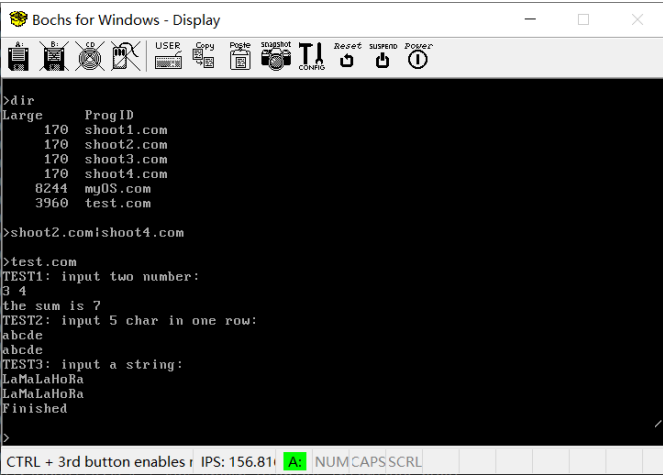 Bochs for Windows - Display
A: B: CD USER Copy Paste snapshot CONFIG Reset SUSPEND Power
>dir
Large ProgID
170 shoot1.com
170 shoot2.com
170 shoot3.com
170 shoot4.com
8244 myOS.com
3960 test.com
>shoot2.com|shoot4.com
>test.com
TEST1: input two number:
3 4
the sum is 7
TEST2: input 5 char in one row:
abcde
abcde
TEST3: input a string:
LaMaLaHoRa
LaMaLaHoRa
Finished
/
>
CTRL + 3rd button enables IPS: 156.81 A: NUM CAPS SCRL